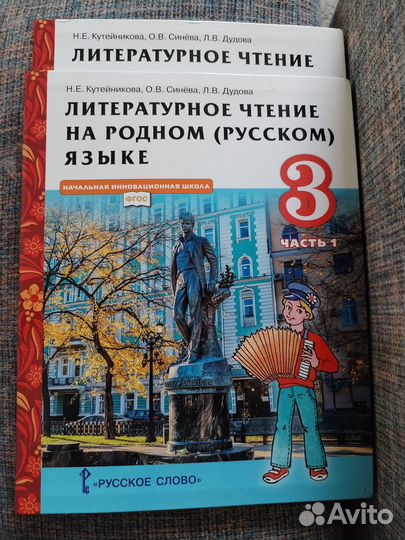 Н.Е. Кутейникова, О.В. Синёва, Л.В. Дудова
ЛИТЕРАТУРНОЕ ЧТЕНИЕ
Н.Е. Кутейникова, О.В. Синёва, Л.В. Дудова
ЛИТЕРАТУРНОЕ ЧТЕНИЕ
НА РОДНОМ (РУССКОМ)
ЯЗЫКЕ
НАЧАЛЬНАЯ ИННОВАЦИОННАЯ ШКОЛА
ФГОС
3
ЧАСТЬ 1
«РУССКОЕ СЛОВО»
Avito